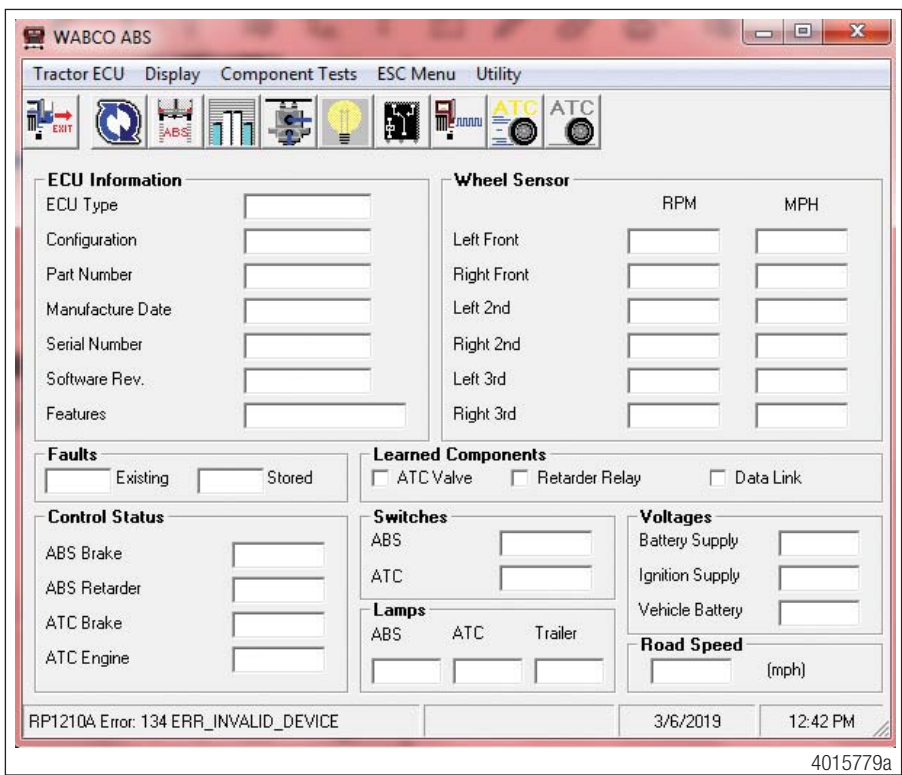 WABCO ABS
Tractor ECU Display Component Tests ESC Menu Utility
EXIT ABS ATC ATC
ECU Information
ECU Type
Configuration
Part Number
Manufacture Date
Serial Number
Software Rev.
Features
Wheel Sensor
RPM MPH
Left Front
Right Front
Left 2nd
Right 2nd
Left 3rd
Right 3rd
Faults
Existing Stored
Learned Components
ATC Valve Retarder Relay Data Link
Control Status
ABS Brake
ABS Retarder
ATC Brake
ATC Engine
Switches
ABS
ATC
Lamps
ABS ATC Trailer
Voltages
Battery Supply
Ignition Supply
Vehicle Battery
Road Speed
(mph)
RP1210A Error: 134 ERR_INVALID_DEVICE 3/6/2019 12:42 PM
4015779a